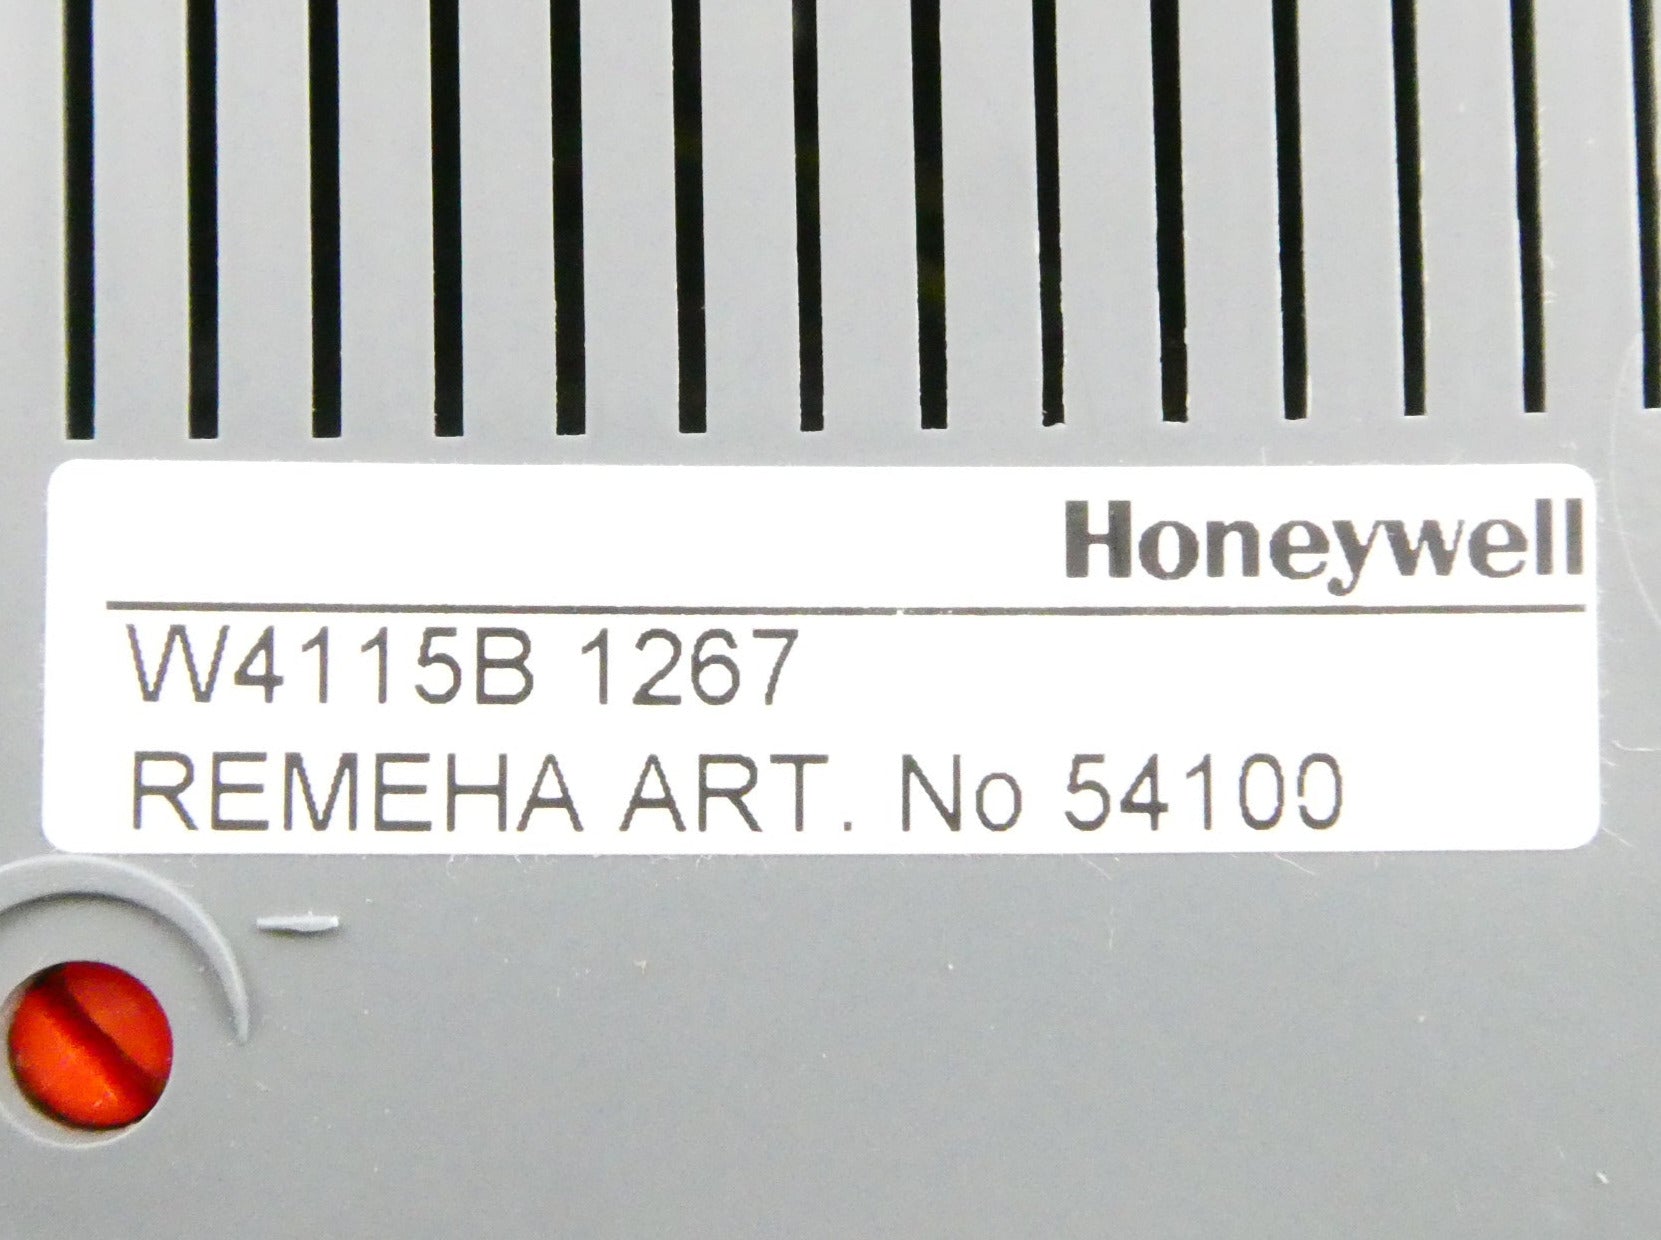 Honeywell
W4115B 1267
REMEHA ART. No 54100